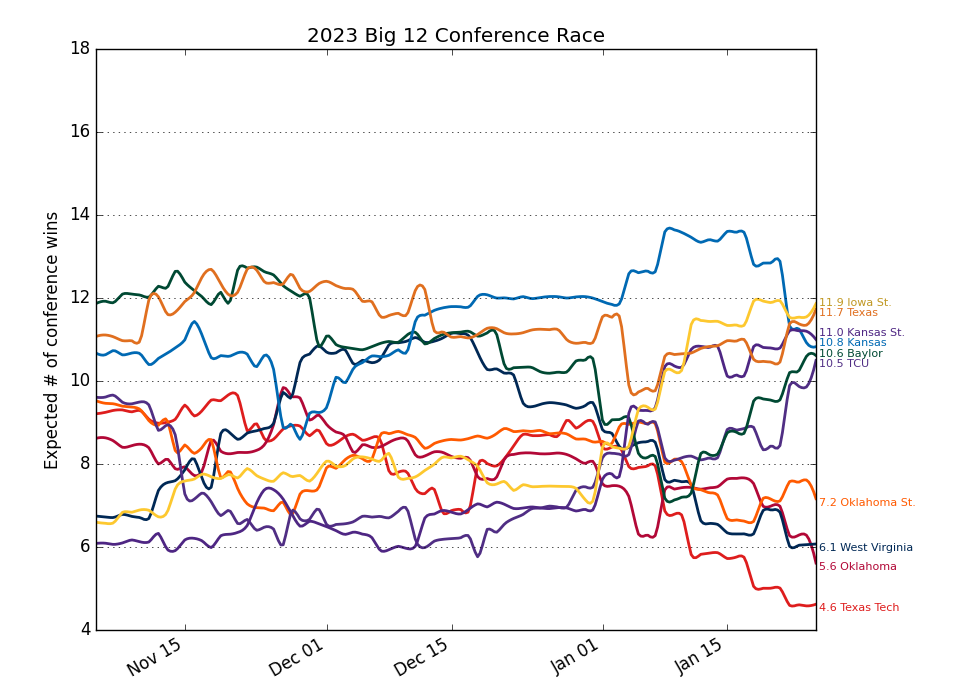 2023 Big 12 Conference Race
Expected # of conference wins
18
16
14
12
10
8
6
4
11.9 Iowa St.
11.7 Texas
11.0 Kansas St.
10.8 Kansas
10.6 Baylor
10.5 TCU
7.2 Oklahoma St.
6.1 West Virginia
5.6 Oklahoma
4.6 Texas Tech
Nov 15
Dec 01
Dec 15
Jan 01
Jan 15